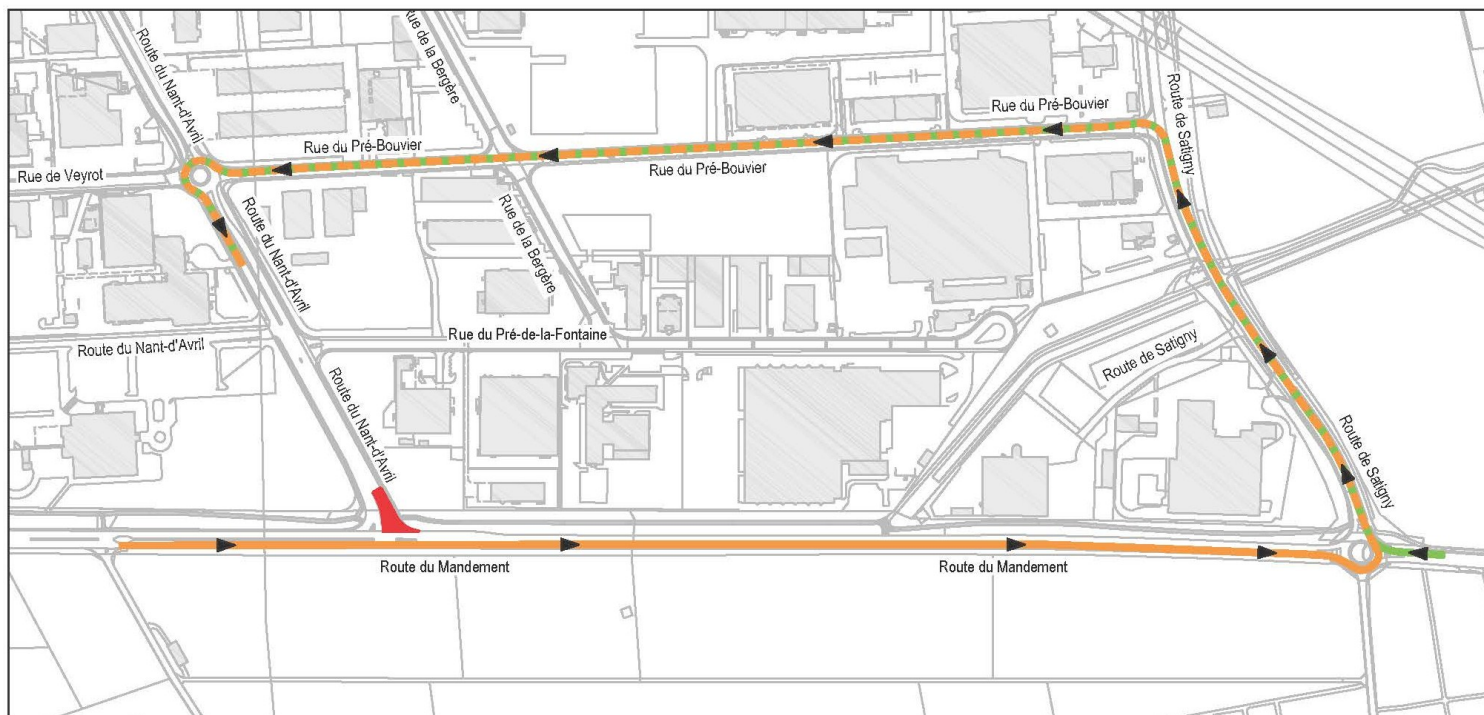 Rue de la Bergère
Route du Nant-d'Avril
Route de Satigny
Rue du Pré-Bouvier
Rue du Pré-Bouvier
Rue du Pré-Bouvier
Rue de Veyrot
Route du Nant-d'Avril
Rue de la Bergère
Rue du Pré-de-la-Fontaine
Route du Nant-d'Avril
Route de Satigny
Route du Nant-d'Avril
Route de Satigny
Route du Mandement
Route du Mandement